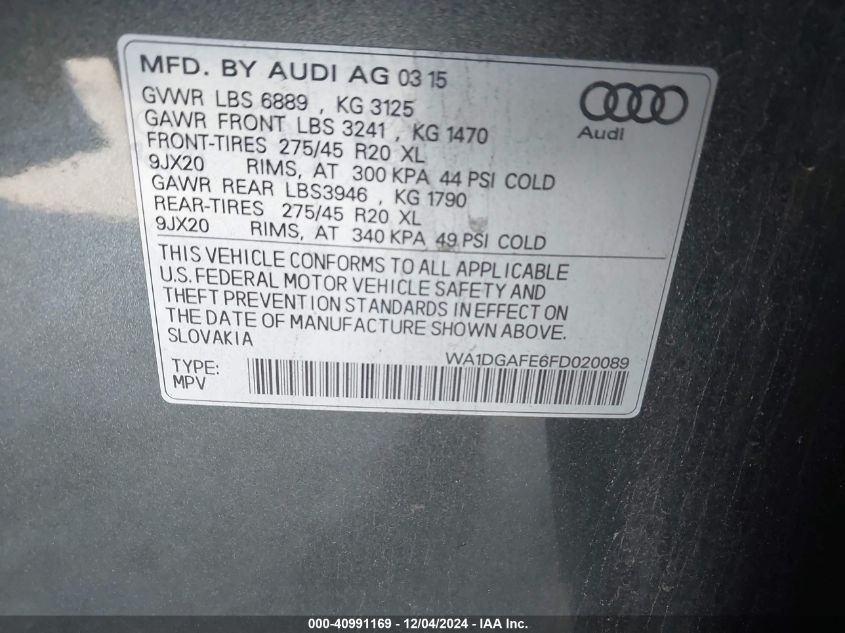 MFD. BY AUDI AG 03 15
GVWR LBS 6889 , KG 3125
GAWR FRONT LBS 3241 , KG 1470
FRONT-TIRES 275/45 R20 XL
9JX20 RIMS, AT 300 KPA 44 PSI COLD
GAWR REAR LBS3946 , KG 1790
REAR-TIRES 275/45 R20 XL
9JX20 RIMS, AT 340 KPA 49 PSI COLD
Audi
THIS VEHICLE CONFORMS TO ALL APPLICABLE
U.S. FEDERAL MOTOR VEHICLE SAFETY AND
THEFT PREVENTION STANDARDS IN EFFECT ON
THE DATE OF MANUFACTURE SHOWN ABOVE.
SLOVAKIA
WA1DGAFE6FD020089
TYPE:
MPV
000-40991169 - 12/04/2024 - IAA Inc.